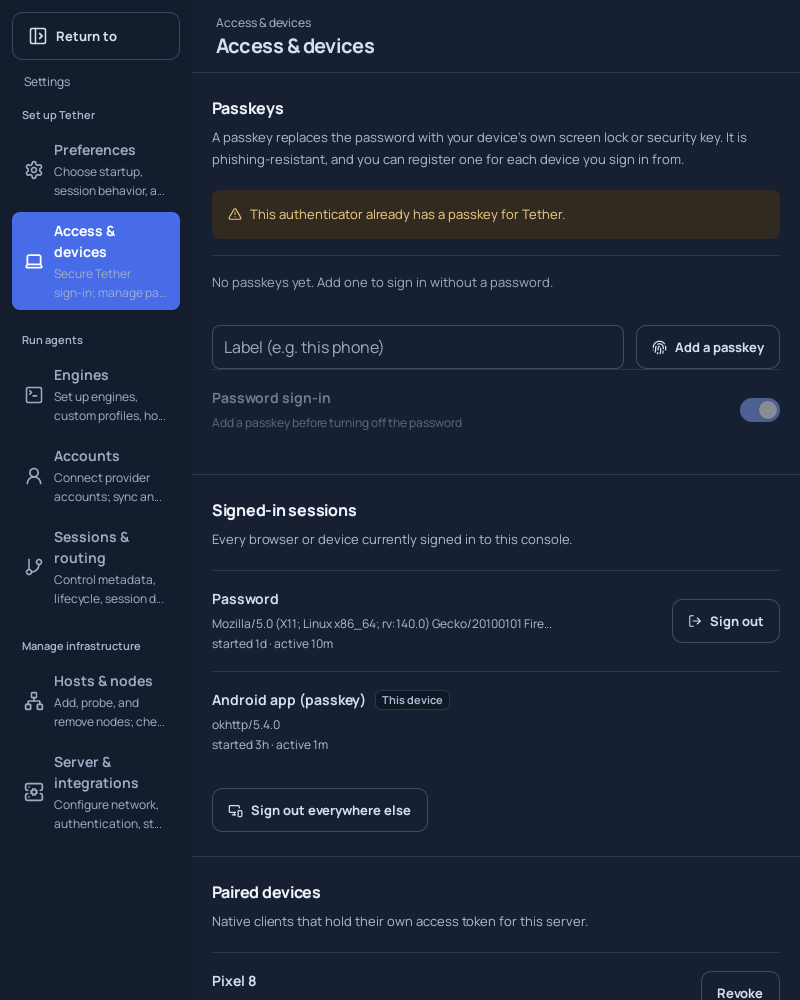 Return to
Settings
Set up Tether
Preferences
Choose startup,
session behavior, a...
Access &
devices
Secure Tether
sign-in; manage pa...
Run agents
Engines
Set up engines,
custom profiles, ho...
Accounts
Connect provider
accounts; sync an...
Sessions &
routing
Control metadata,
lifecycle, session d...
Manage infrastructure
Hosts & nodes
Add, probe, and
remove nodes; che...
Server &
integrations
Configure network,
authentication, st...
Access & devices
Access & devices
Passkeys
A passkey replaces the password with your device's own screen lock or security key. It is
phishing-resistant, and you can register one for each device you sign in from.
This authenticator already has a passkey for Tether.
No passkeys yet. Add one to sign in without a password.
Label (e.g. this phone)
Add a passkey
Password sign-in
Add a passkey before turning off the password
Signed-in sessions
Every browser or device currently signed in to this console.
Password
Mozilla/5.0 (X11; Linux x86_64; rv:140.0) Gecko/20100101 Fire...
started 1d · active 10m
Sign out
Android app (passkey) This device
okhttp/5.4.0
started 3h · active 1m
Sign out everywhere else
Paired devices
Native clients that hold their own access token for this server.
Pixel 8
Revoke